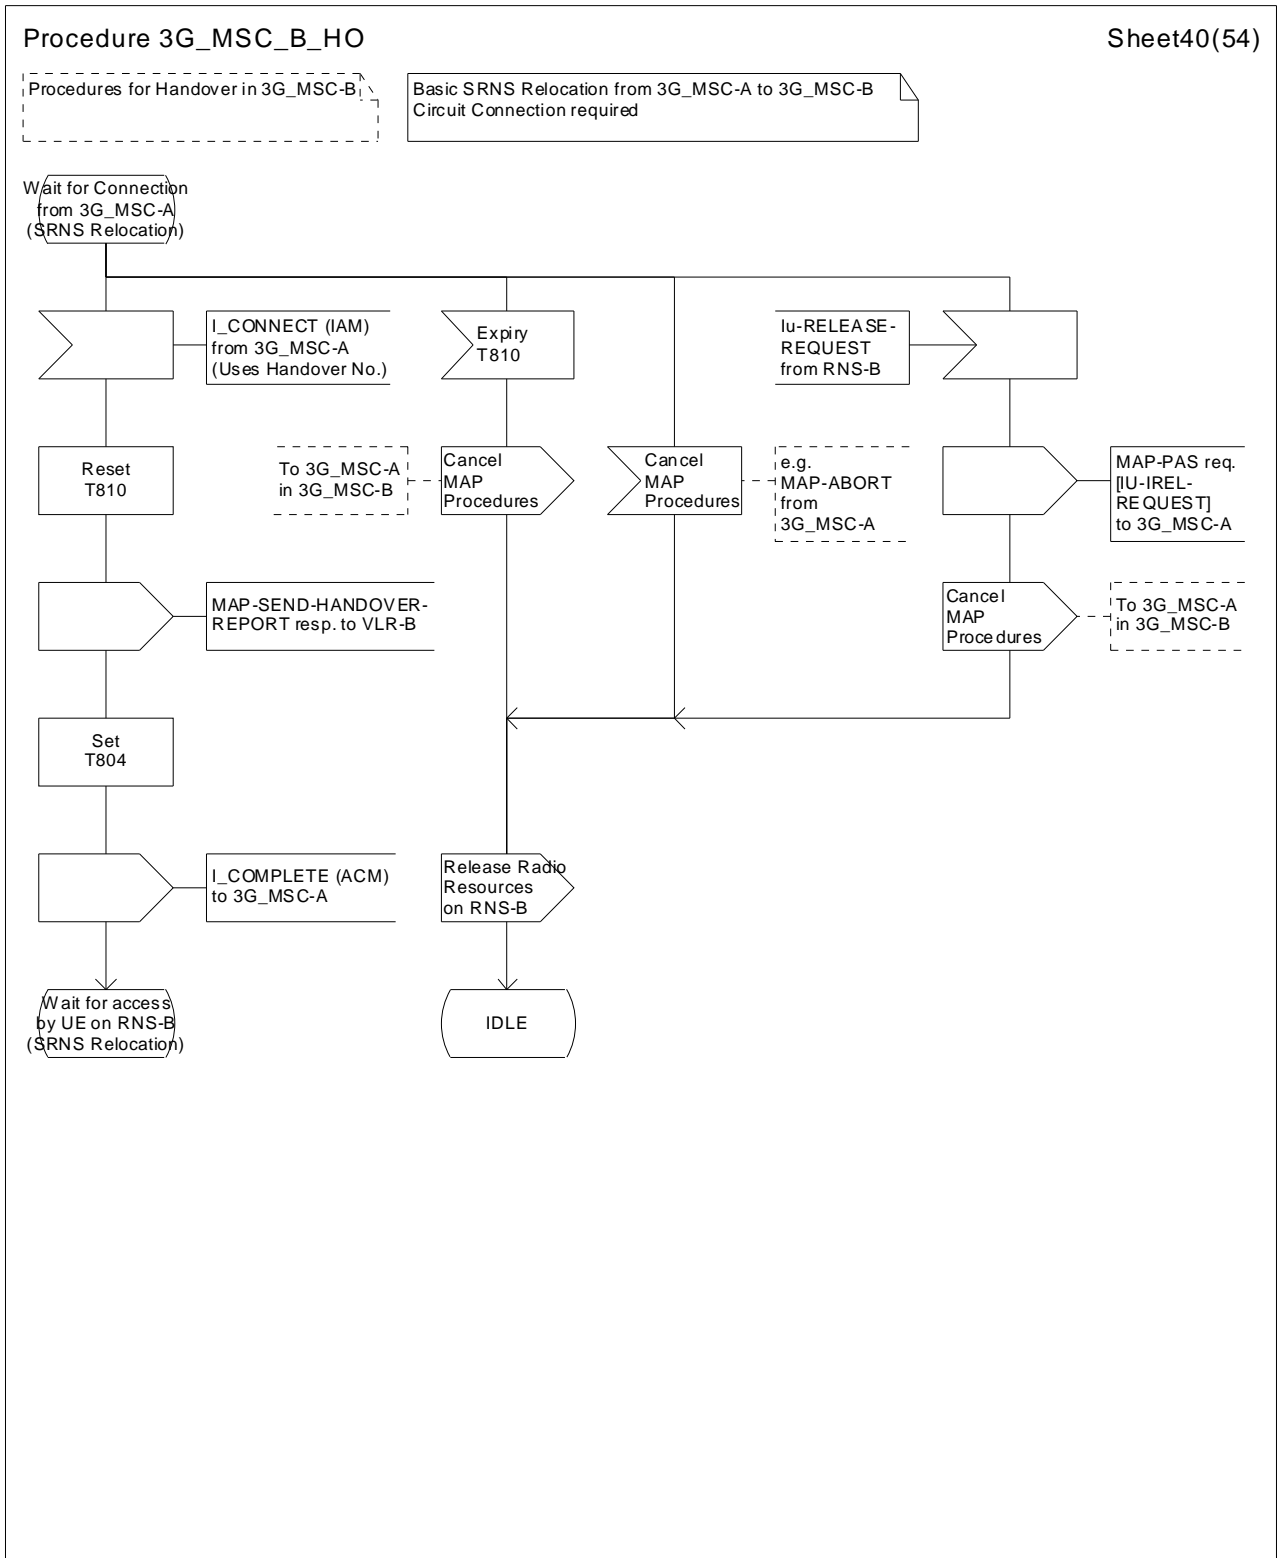 Procedure 3G_MSC_B_HO
Sheet40(54)
Procedures for Handover in 3G_MSC-B
Basic SRNS Relocation from 3G_MSC-A to 3G_MSC-B
Circuit Connection required
Wait for Connection
from 3G_MSC-A
(SRNS Relocation)
I_CONNECT (IAM)
from 3G_MSC-A
(Uses Handover No.)
Expiry
T810
Iu-RELEASE-
REQUEST
from RNS-B
Reset
T810
To 3G_MSC-A
in 3G_MSC-B
Cancel
MAP
Procedures
Cancel
MAP
Procedures
e.g.
MAP-ABORT
from
3G_MSC-A
MAP-PAS req.
[IU-IREL-
REQUEST]
to 3G_MSC-A
MAP-SEND-HANDOVER-
REPORT resp. to VLR-B
Cancel
MAP
Procedures
To 3G_MSC-A
in 3G_MSC-B
Set
T804
I_COMPLETE (ACM)
to 3G_MSC-A
Release Radio
Resources
on RNS-B
Wait for access
by UE on RNS-B
(SRNS Relocation)
IDLE